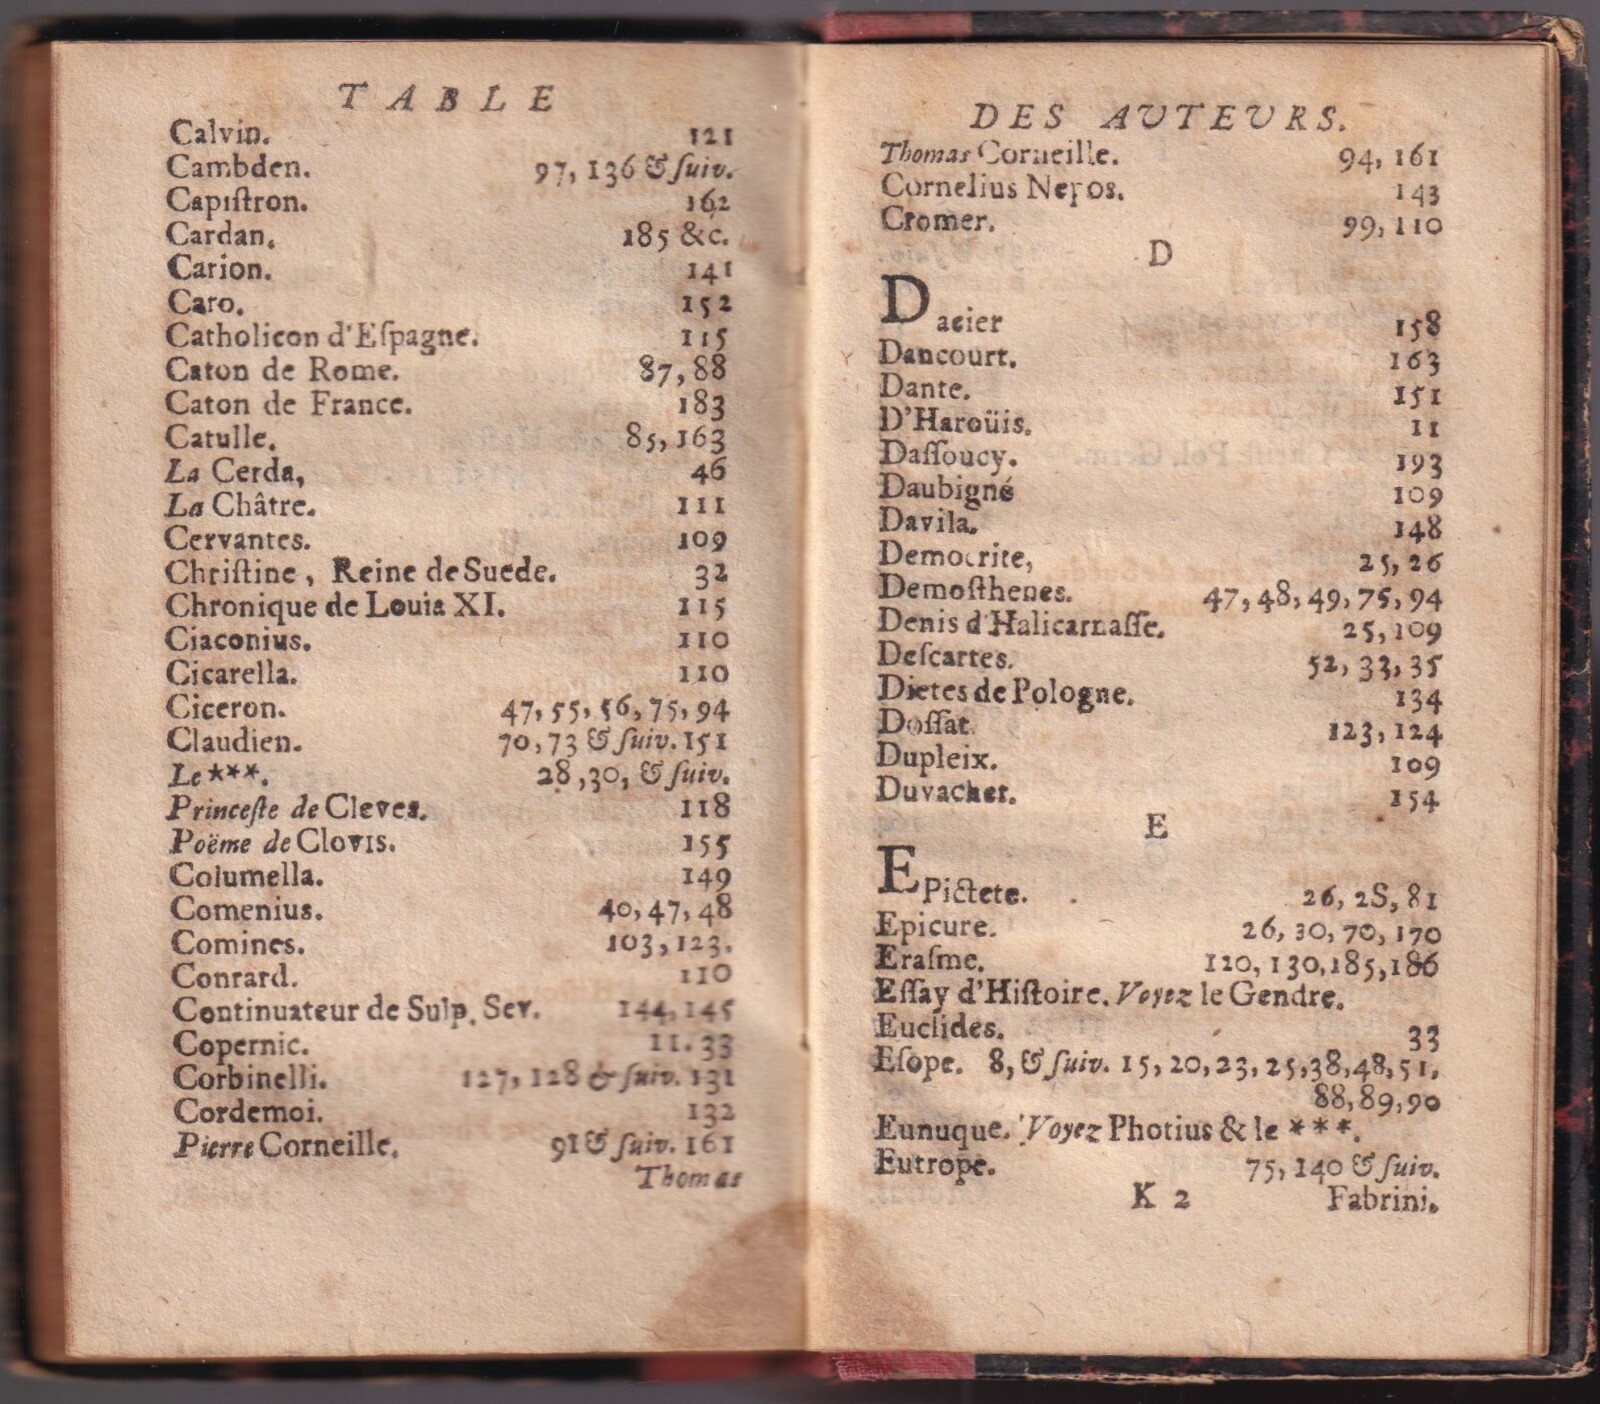 TABLE
Calvin. 121
Cambden. 97, 136 & ſuiv.
Capiſtron. 162
Cardan. 185 &c.
Carion. 141
Caro. 152
Catholicon d'Eſpagne. 115
Caton de Rome. 87, 88
Caton de France. 183
Catulle. 85, 163
La Cerda, 46
La Châtre. 111
Cervantes. 109
Chriſtine, Reine de Suede. 32
Chronique de Louia XI. 115
Ciaconius. 110
Cicarella. 110
Ciceron. 47, 55, 56, 75, 94
Claudien. 70, 73 & ſuiv. 151
Le ***. 28, 30, & ſuiv.
Princeſſe de Cleves. 118
Poëme de Clovis. 155
Columella. 149
Comenius. 40, 47, 48
Comines. 103, 123.
Conrard. 110
Continuateur de Sulp. Sev. 144, 145
Copernic. 11. 33
Corbinelli. 127, 128 & ſuiv. 131
Cordemoi. 132
Pierre Corneille. 91 & ſuiv. 161
Thomas
DES AUTEURS.
Thomas Corneille. 94, 161
Cornelius Nepos. 143
Cromer. 99, 110
D
Dacier 158
Dancourt. 163
Dante. 151
D'Haroüis. 11
Daſſoucy. 193
Daubigné 109
Davila. 148
Democrite, 25, 26
Demoſthenes. 47, 48, 49, 75, 94
Denis d'Halicarnaſſe. 25, 109
Deſcartes. 52, 33, 35
Dietes de Pologne. 134
Doſſat. 123, 124
Dupleix. 109
Duvachet. 154
E
EPictete. 26, 28, 81
Epicure. 26, 30, 70, 170
Eraſme. 120, 130, 185, 186
Eſſay d'Hiſtoire. Voyez le Gendre.
Euclides. 33
Eſope. 8, & ſuiv. 15, 20, 23, 25, 38, 48, 51,
88, 89, 90
Eunuque. Voyez Photius & le ***.
Eutrope. 75, 140 & ſuiv.
K 2 Fabrini.